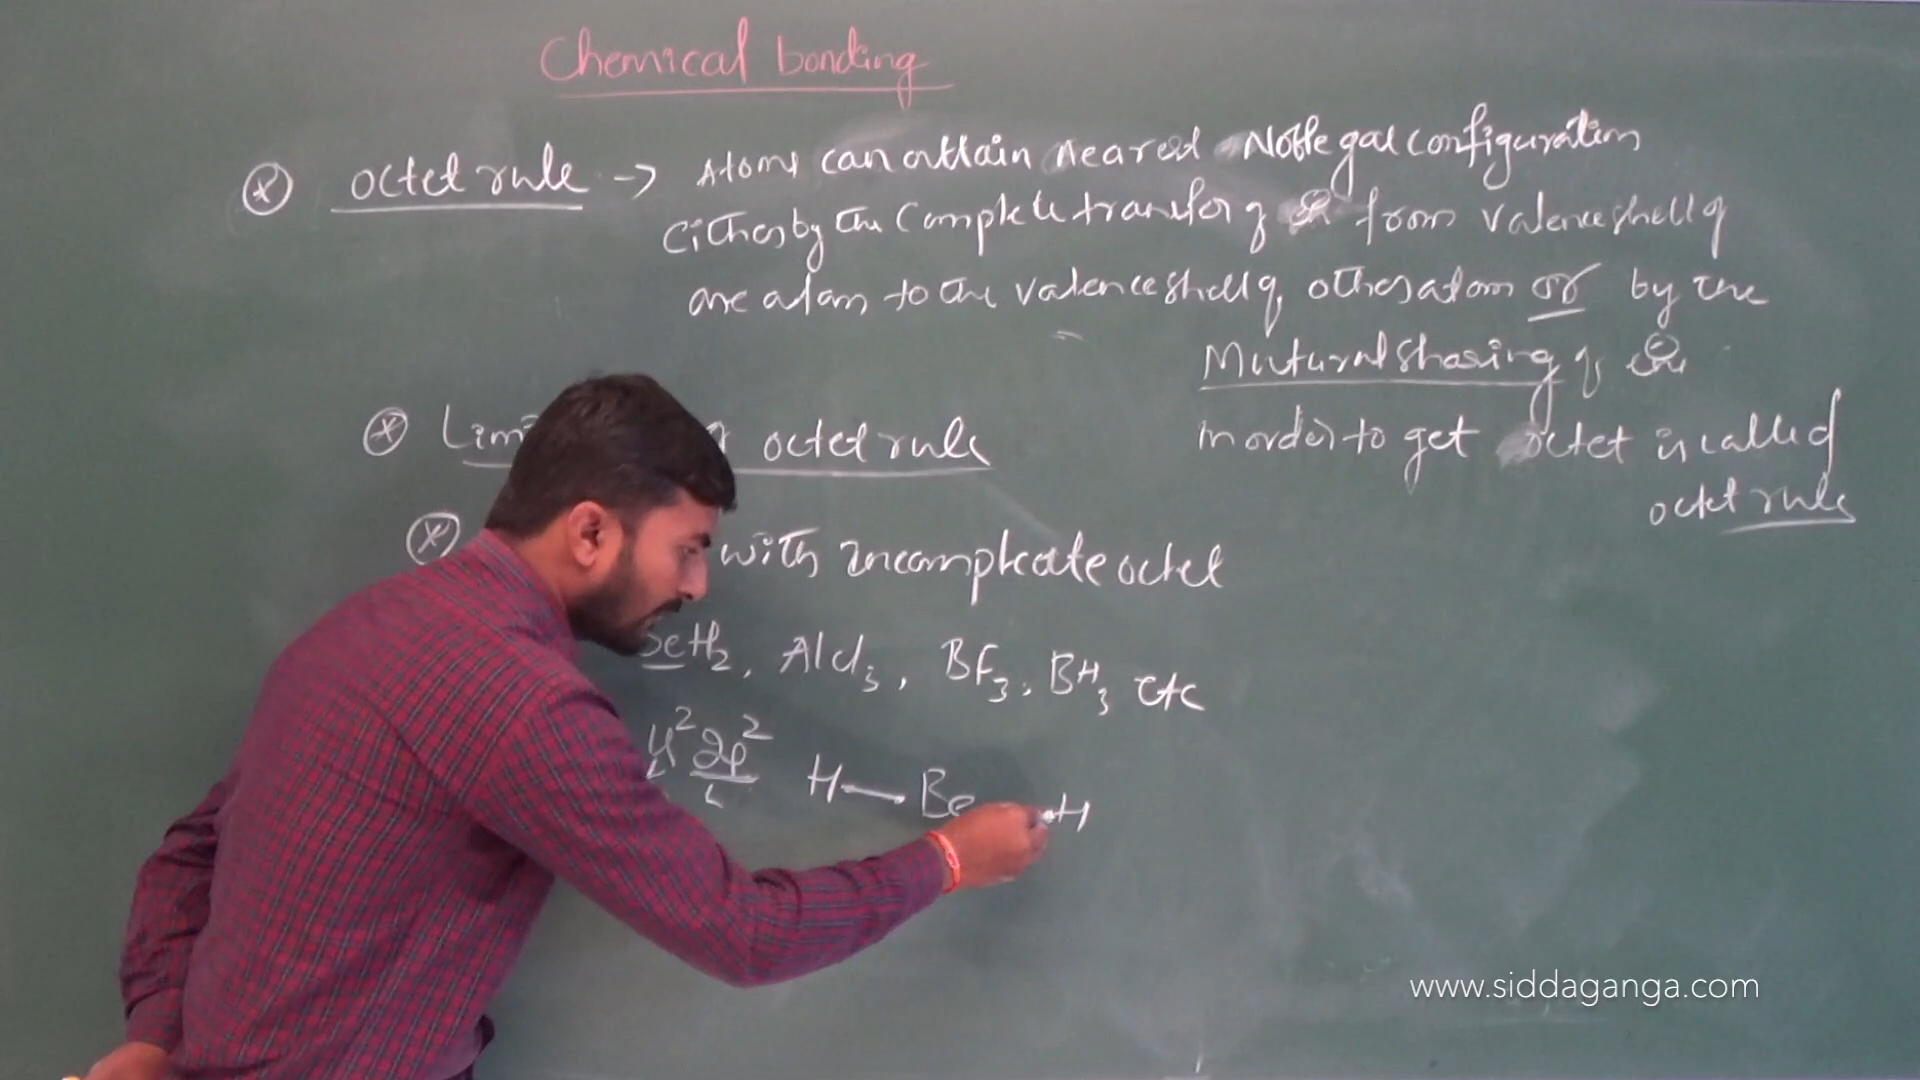 Chemical bonding
octet rule → Atoms can attain nearest Noble gas configuration
either by the complete transfer of from valence shell of
one atom to the valence shell of other atom or by the
Mutural sharing of
in order to get octet is called
octet rule
octet rule
with incomplete octet
BeH2, AlCl3, BF3, BH3 etc
2p2 H — Be H
www.siddaganga.com